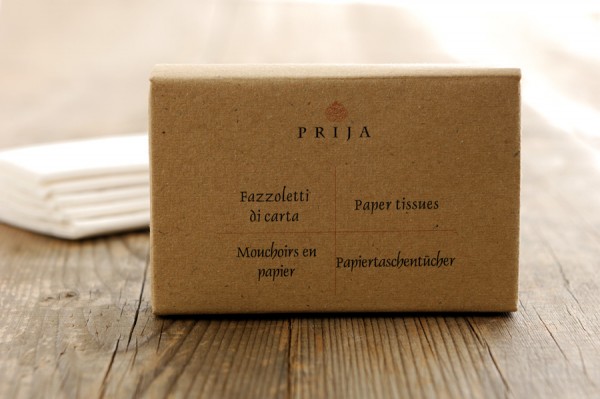 PRIJA
Fazzoletti
di carta
Paper tissues
Mouchoirs en
papier
Papiertaschentücher